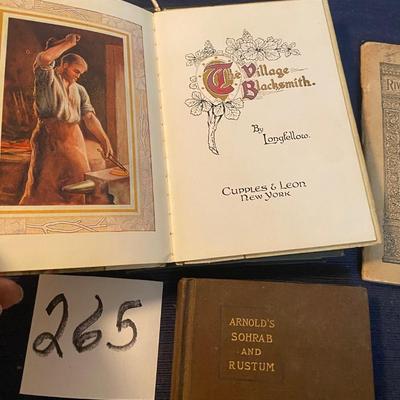 The Village
Blacksmith.
By
Longfellow.
CUPPLES & LEON
NEW YORK
265
ARNOLD'S
SOHRAB
AND
RUSTUM